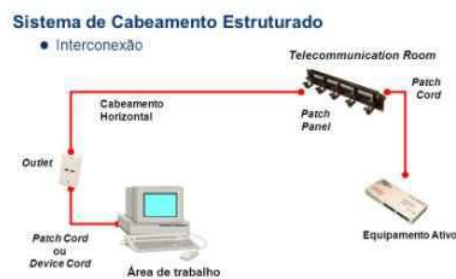 Sistema de Cabeamento Estruturado
Interconexão
Telecommunication Room
Patch
Cord
Cabeamento
Horizontal
Patch
Panel
Outlet
Equipamento Ativo
Patch Cord
ou
Device Cord
Área de trabalho